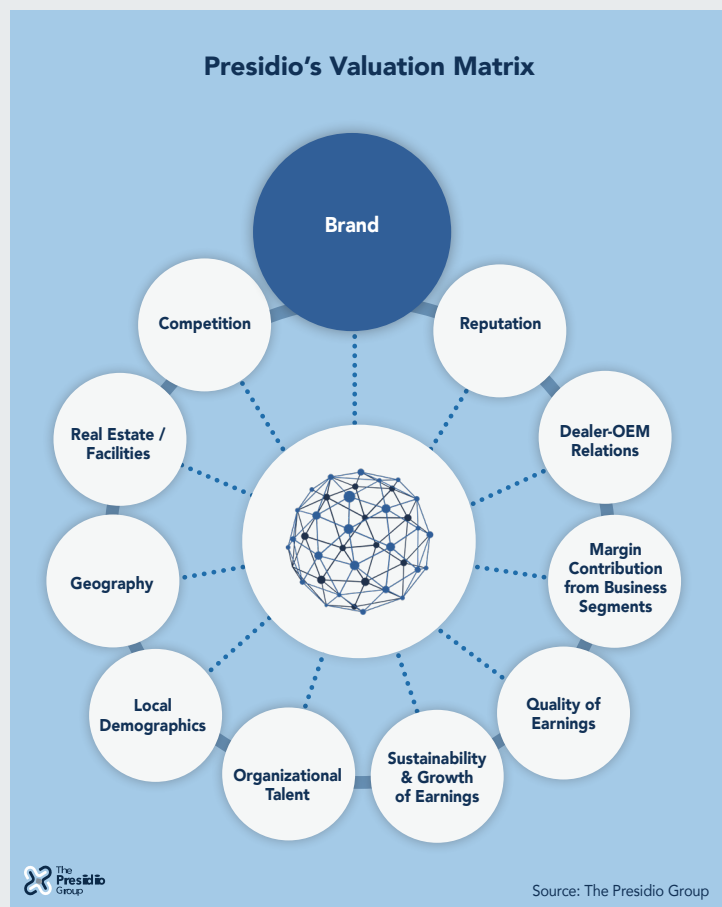 Presidio’s Valuation Matrix
Brand
Competition
Reputation
Real Estate /
Facilities
Dealer-OEM
Relations
Geography
Margin
Contribution
from Business
Segments
Local
Demographics
Quality of
Earnings
Organizational
Talent
Sustainability
& Growth
of Earnings
The
Presidio
Group
Source: The Presidio Group